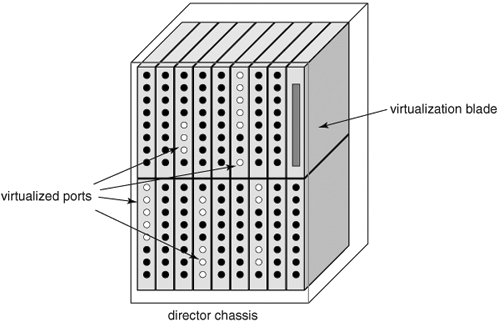 virtualization blade
virtualized ports
director chassis